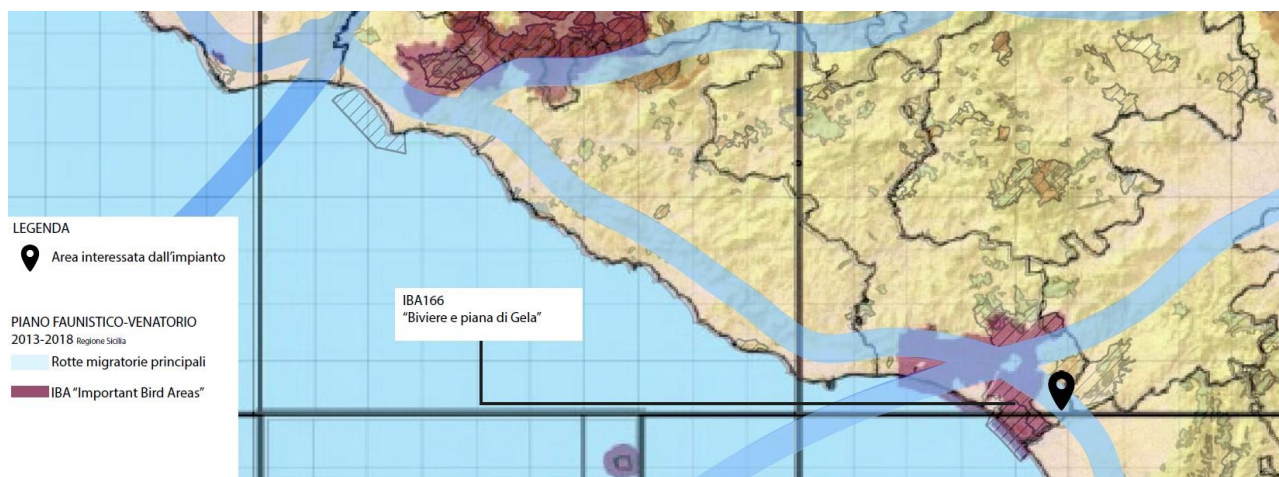 LEGENDA
Area interessata dall'impianto
PIANO FAUNISTICO-VENATORIO
2013-2018 Regione Sicilia
Rotte migratorie principali
IBA "Important Bird Areas"
IBA166
"Biviere e piana di Gela"